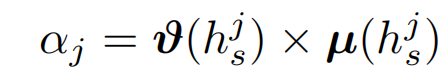 α_j = ϑ(h_s^j) × μ(h_s^j)